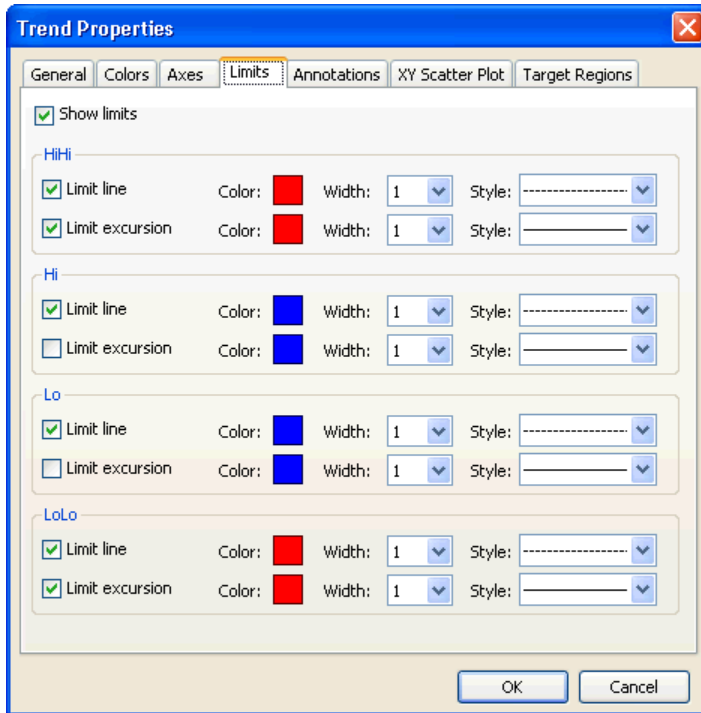 Trend Properties
General Colors Axes Limits Annotations XY Scatter Plot Target Regions
Show limits
HiHi
Limit line Color: Width: 1 Style:
Limit excursion Color: Width: 1 Style:
Hi
Limit line Color: Width: 1 Style:
Limit excursion Color: Width: 1 Style:
Lo
Limit line Color: Width: 1 Style:
Limit excursion Color: Width: 1 Style:
LoLo
Limit line Color: Width: 1 Style:
Limit excursion Color: Width: 1 Style:
OK Cancel